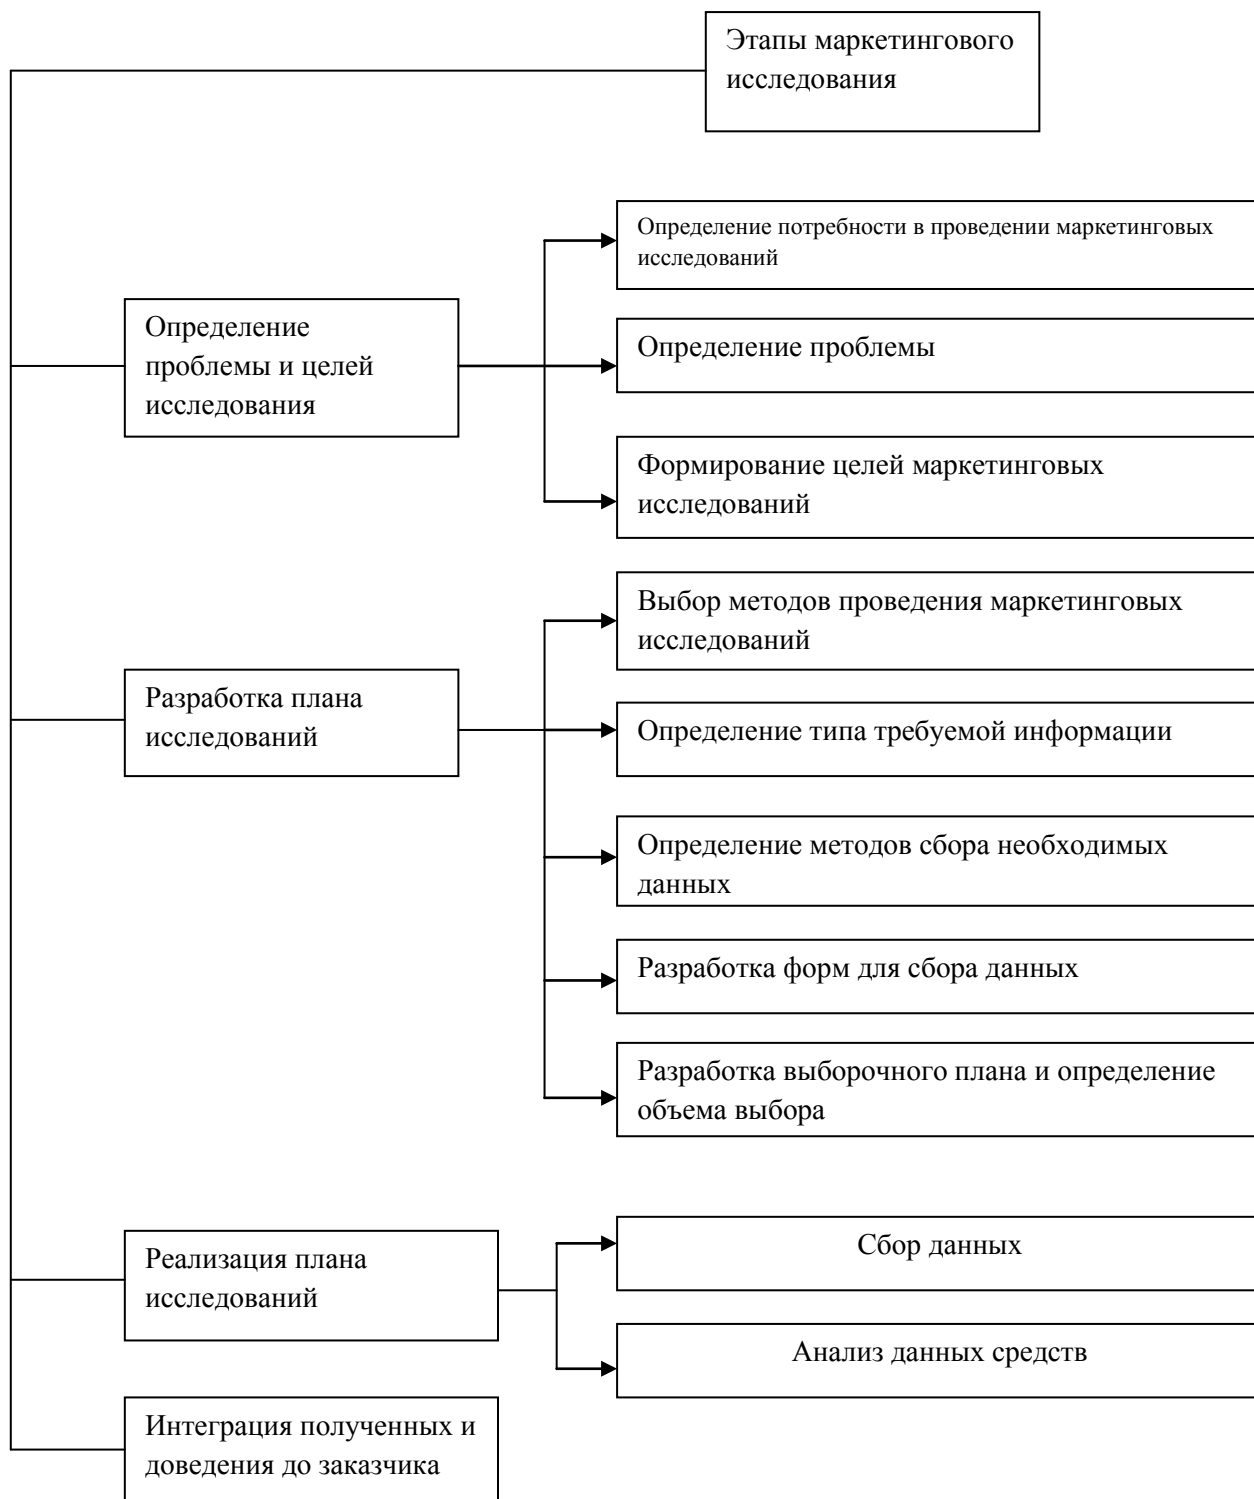 Этапы маркетингового
исследования
Определение
проблемы и целей
исследования
Определение потребности в проведении маркетинговых
исследований
Определение проблемы
Формирование целей маркетинговых
исследований
Разработка плана
исследований
Выбор методов проведения маркетинговых
исследований
Определение типа требуемой информации
Определение методов сбора необходимых
данных
Разработка форм для сбора данных
Разработка выборочного плана и определение
объема выбора
Реализация плана
исследований
Сбор данных
Анализ данных средств
Интеграция полученных и
доведения до заказчика